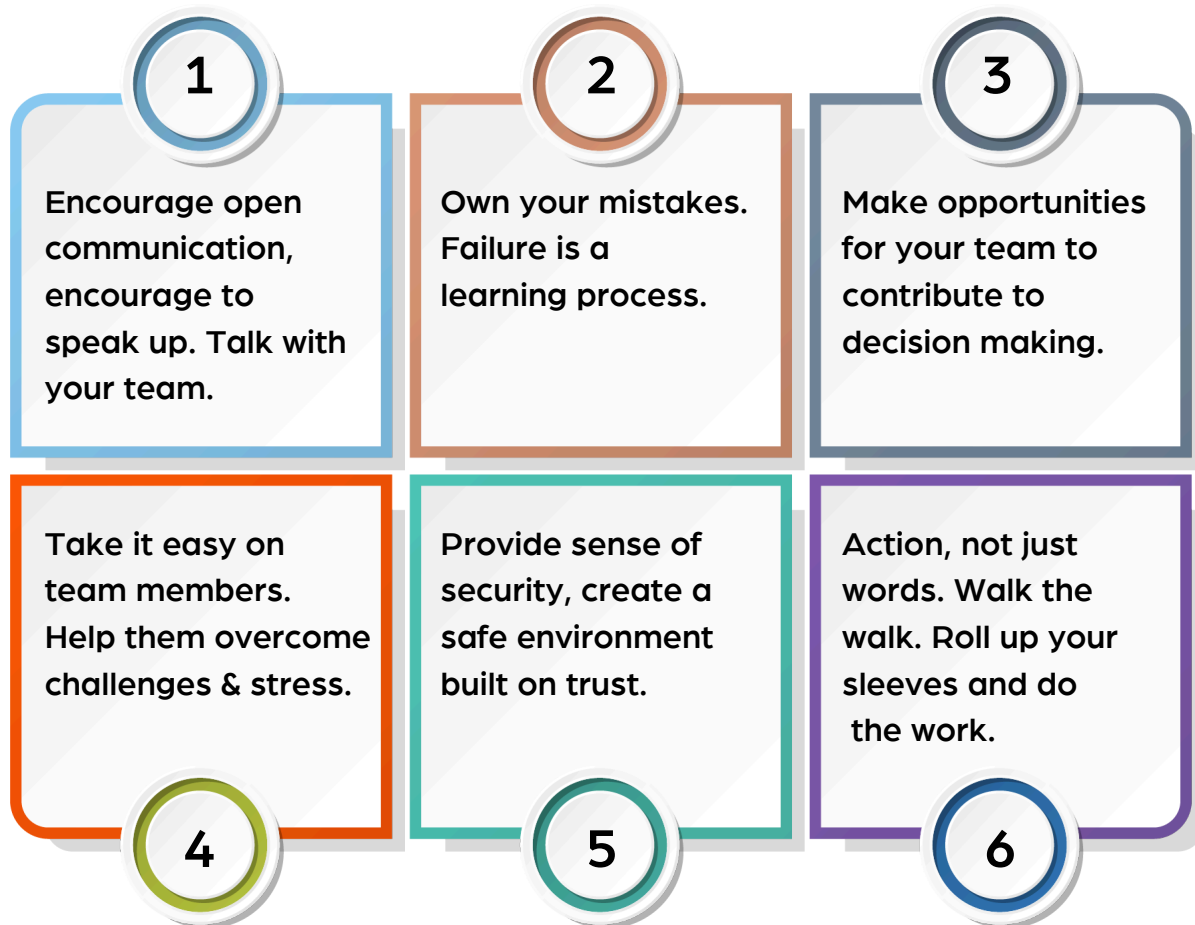 1
Encourage open
communication,
encourage to
speak up. Talk with
your team.
2
Own your mistakes.
Failure is a
learning process.
3
Make opportunities
for your team to
contribute to
decision making.
Take it easy on
team members.
Help them overcome
challenges & stress.
4
Provide sense of
security, create a
safe environment
built on trust.
5
Action, not just
words. Walk the
walk. Roll up your
sleeves and do
the work.
6